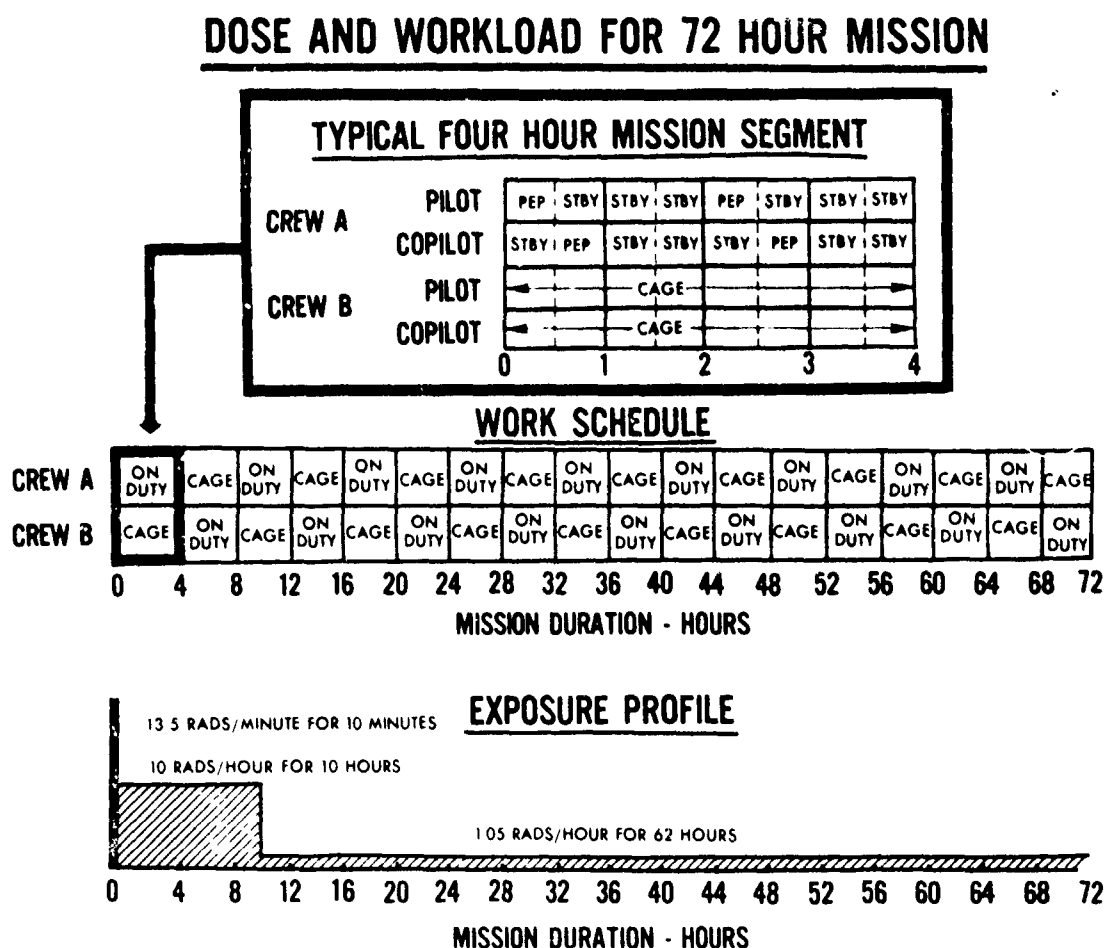 DOSE AND WORKLOAD FOR 72 HOUR MISSION
TYPICAL FOUR HOUR MISSION SEGMENT
CREW A
PILOT PEP STBY STBY STBY PEP STBY STBY STBY
COPILOT STBY PEP STBY STBY STBY PEP STBY STBY
CREW B
PILOT CAGE
COPILOT CAGE
0 1 2 3 4
WORK SCHEDULE
CREW A ON DUTY CAGE ON DUTY CAGE ON DUTY CAGE ON DUTY CAGE ON DUTY CAGE ON DUTY CAGE ON DUTY CAGE ON DUTY CAGE ON DUTY CAGE
CREW B CAGE ON DUTY CAGE ON DUTY CAGE ON DUTY CAGE ON DUTY CAGE ON DUTY CAGE ON DUTY CAGE ON DUTY CAGE ON DUTY CAGE ON DUTY
0 4 8 12 16 20 24 28 32 36 40 44 48 52 56 60 64 68 72
MISSION DURATION - HOURS
EXPOSURE PROFILE
13 5 RADS/MINUTE FOR 10 MINUTES
10 RADS/HOUR FOR 10 HOURS
1 05 RADS/HOUR FOR 62 HOURS
0 4 8 12 16 20 24 28 32 36 40 44 48 52 56 60 64 68 72
MISSION DURATION - HOURS